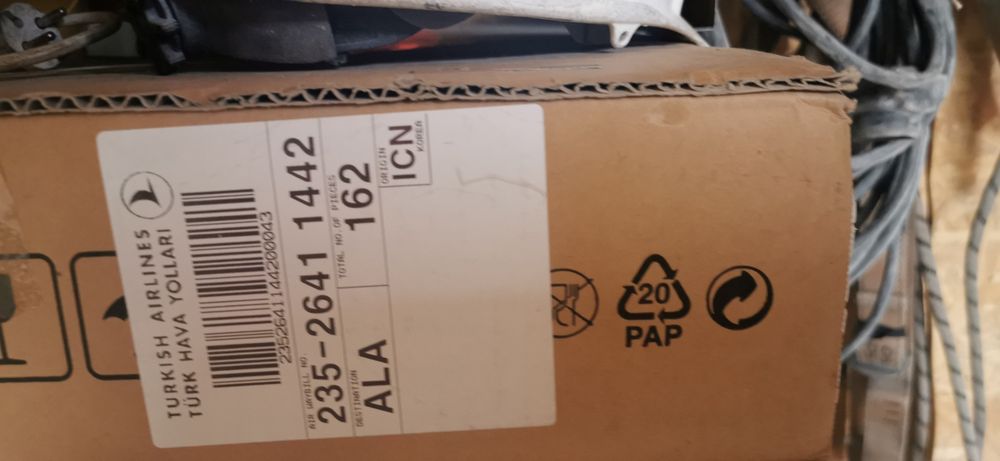 TURKISH AIRLINES
TÜRK HAVA YOLLARI
2352641144200043
AIR WAYBILL NO
235-2641 1442
DESTINATION
ALA
TOTAL NO.OF PIECES
162
ORIGIN
ICN
KOREA
20
PAP